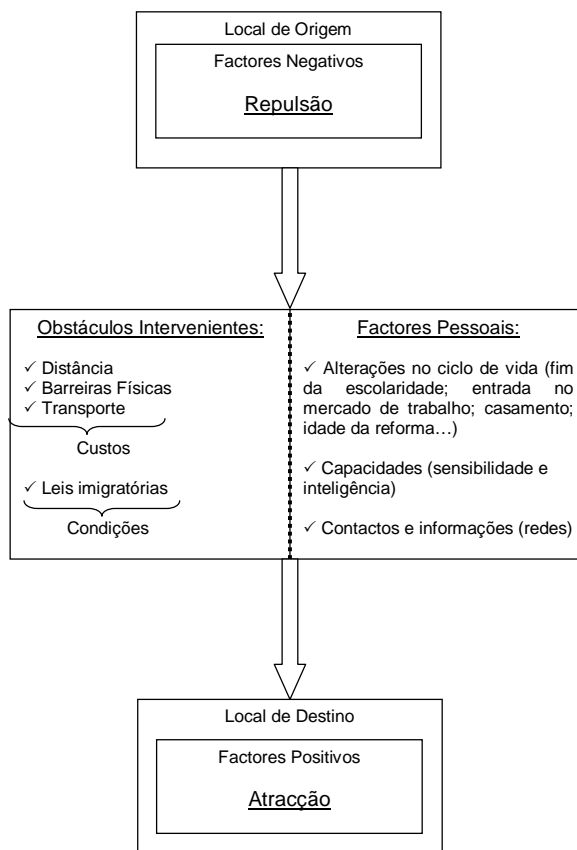 Local de Origem
Factores Negativos
Repulsão
Obstáculos Intervenientes:
✓ Distância
✓ Barreiras Físicas
✓ Transporte
Custos
✓ Leis imigratórias
Condições
Factores Pessoais:
✓ Alterações no ciclo de vida (fim
da escolaridade; entrada no
mercado de trabalho; casamento;
idade da reforma…)
✓ Capacidades (sensibilidade e
inteligência)
✓ Contactos e informações (redes)
Local de Destino
Factores Positivos
Atracção